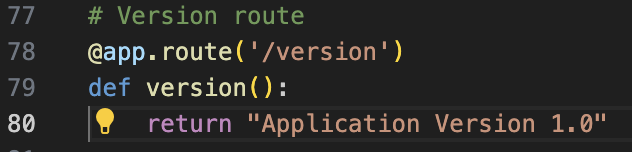 77 # Version route
78 @app.route('/version')
79 def version():
80 return "Application Version 1.0"